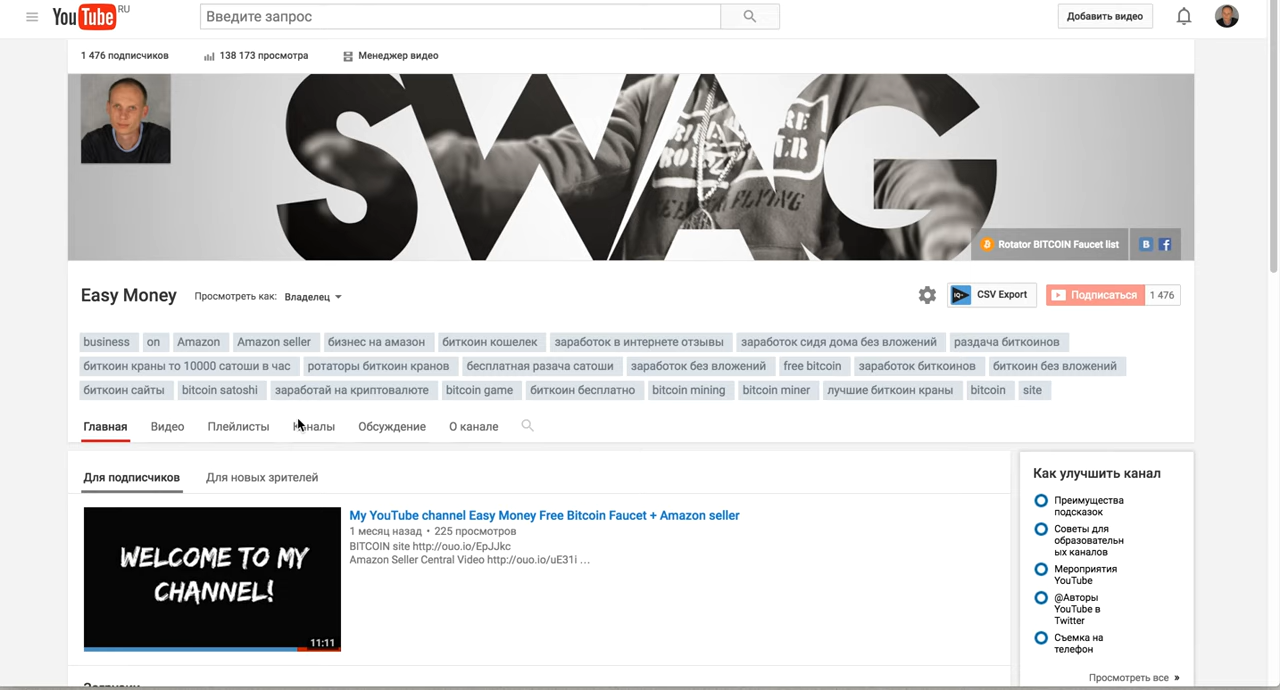 YouTube RU
Введите запрос
Добавить видео
1 476 подписчиков 138 173 просмотра Менеджер видео
SWAG
Rotator BITCOIN Faucet list B f
Easy Money Просмотреть как: Владелец
CSV Export Подписаться 1 476
business on Amazon Amazon seller бизнес на амазон биткоин кошелек заработок в интернете отзывы заработок сидя дома без вложений раздача биткоинов
биткоин краны то 10000 сатоши в час ротаторы биткоин кранов бесплатная разача сатоши заработок без вложений free bitcoin заработок биткоинов биткоин без вложений
биткоин сайты bitcoin satoshi заработай на криптовалюте bitcoin game биткоин бесплатно bitcoin mining bitcoin miner лучшие биткоин краны bitcoin site
Главная Видео Плейлисты Каналы Обсуждение О канале
Для подписчиков Для новых зрителей
WELCOME TO MY
CHANNEL!
11:11
My YouTube channel Easy Money Free Bitcoin Faucet + Amazon seller
1 месяц назад • 225 просмотров
BITCOIN site http://ouo.io/EpJJkc
Amazon Seller Central Video http://ouo.io/uE31i ...
Как улучшить канал
Преимущества
подсказок
Советы для
образовательн
ых каналов
Мероприятия
YouTube
@Авторы
YouTube в
Twitter
Съемка на
телефон
Просмотреть все »